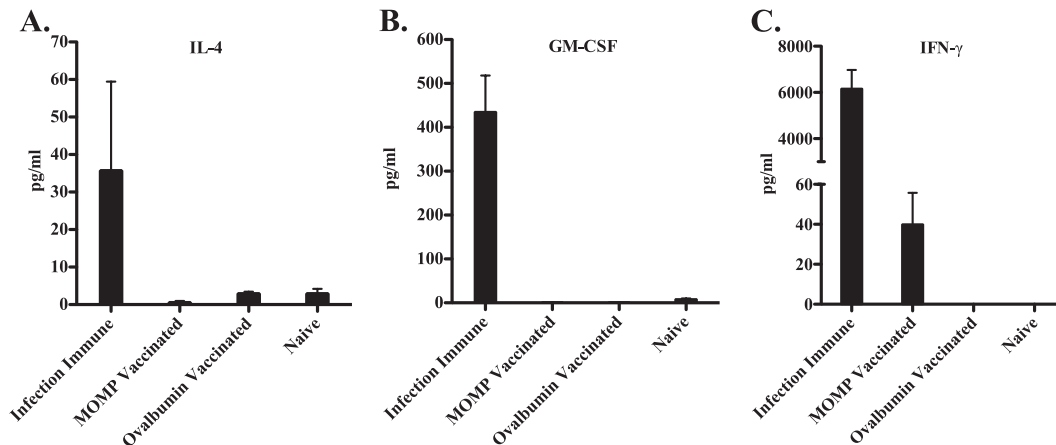 A.
IL-4
pg/ml
70
60
50
40
30
20
10
0
Infection Immune
MOMP Vaccinated
Ovalbumin Vaccinated
Naive
B.
GM-CSF
pg/ml
600
500
400
300
200
100
0
Infection Immune
MOMP Vaccinated
Ovalbumin Vaccinated
Naive
C.
IFN-γ
pg/ml
8000
6000
4000
60
40
20
0
Infection Immune
MOMP Vaccinated
Ovalbumin Vaccinated
Naive